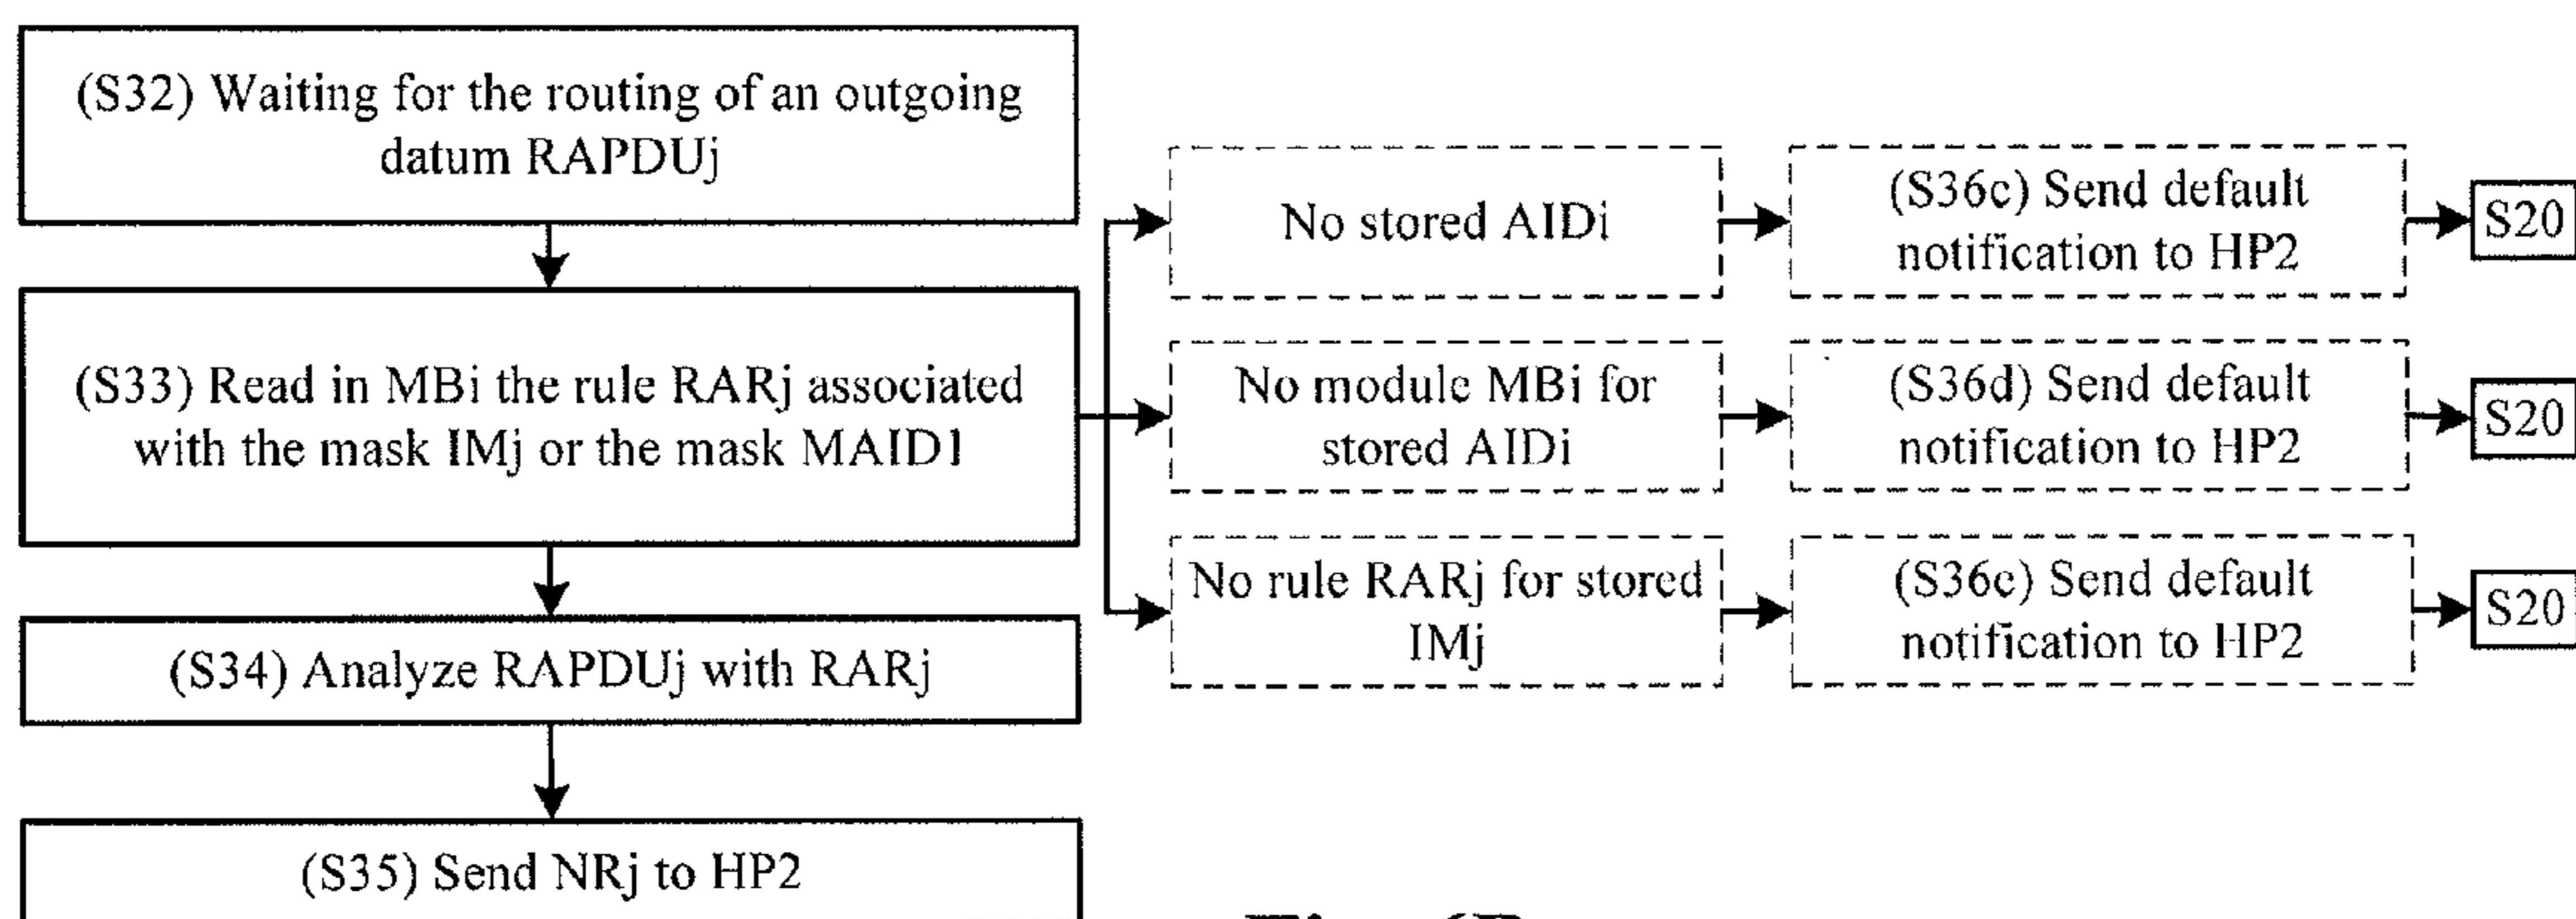 (S32) Waiting for the routing of an outgoing
datum RAPDUj
(S33) Read in MBi the rule RARj associated
with the mask IMj or the mask MAID1
(S34) Analyze RAPDUj with RARj
(S35) Send NRj to HP2
No stored AIDi
(S36c) Send default
notification to HP2
S20
No module MBi for
stored AIDi
(S36d) Send default
notification to HP2
S20
No rule RARj for stored
IMj
(S36e) Send default
notification to HP2
S20